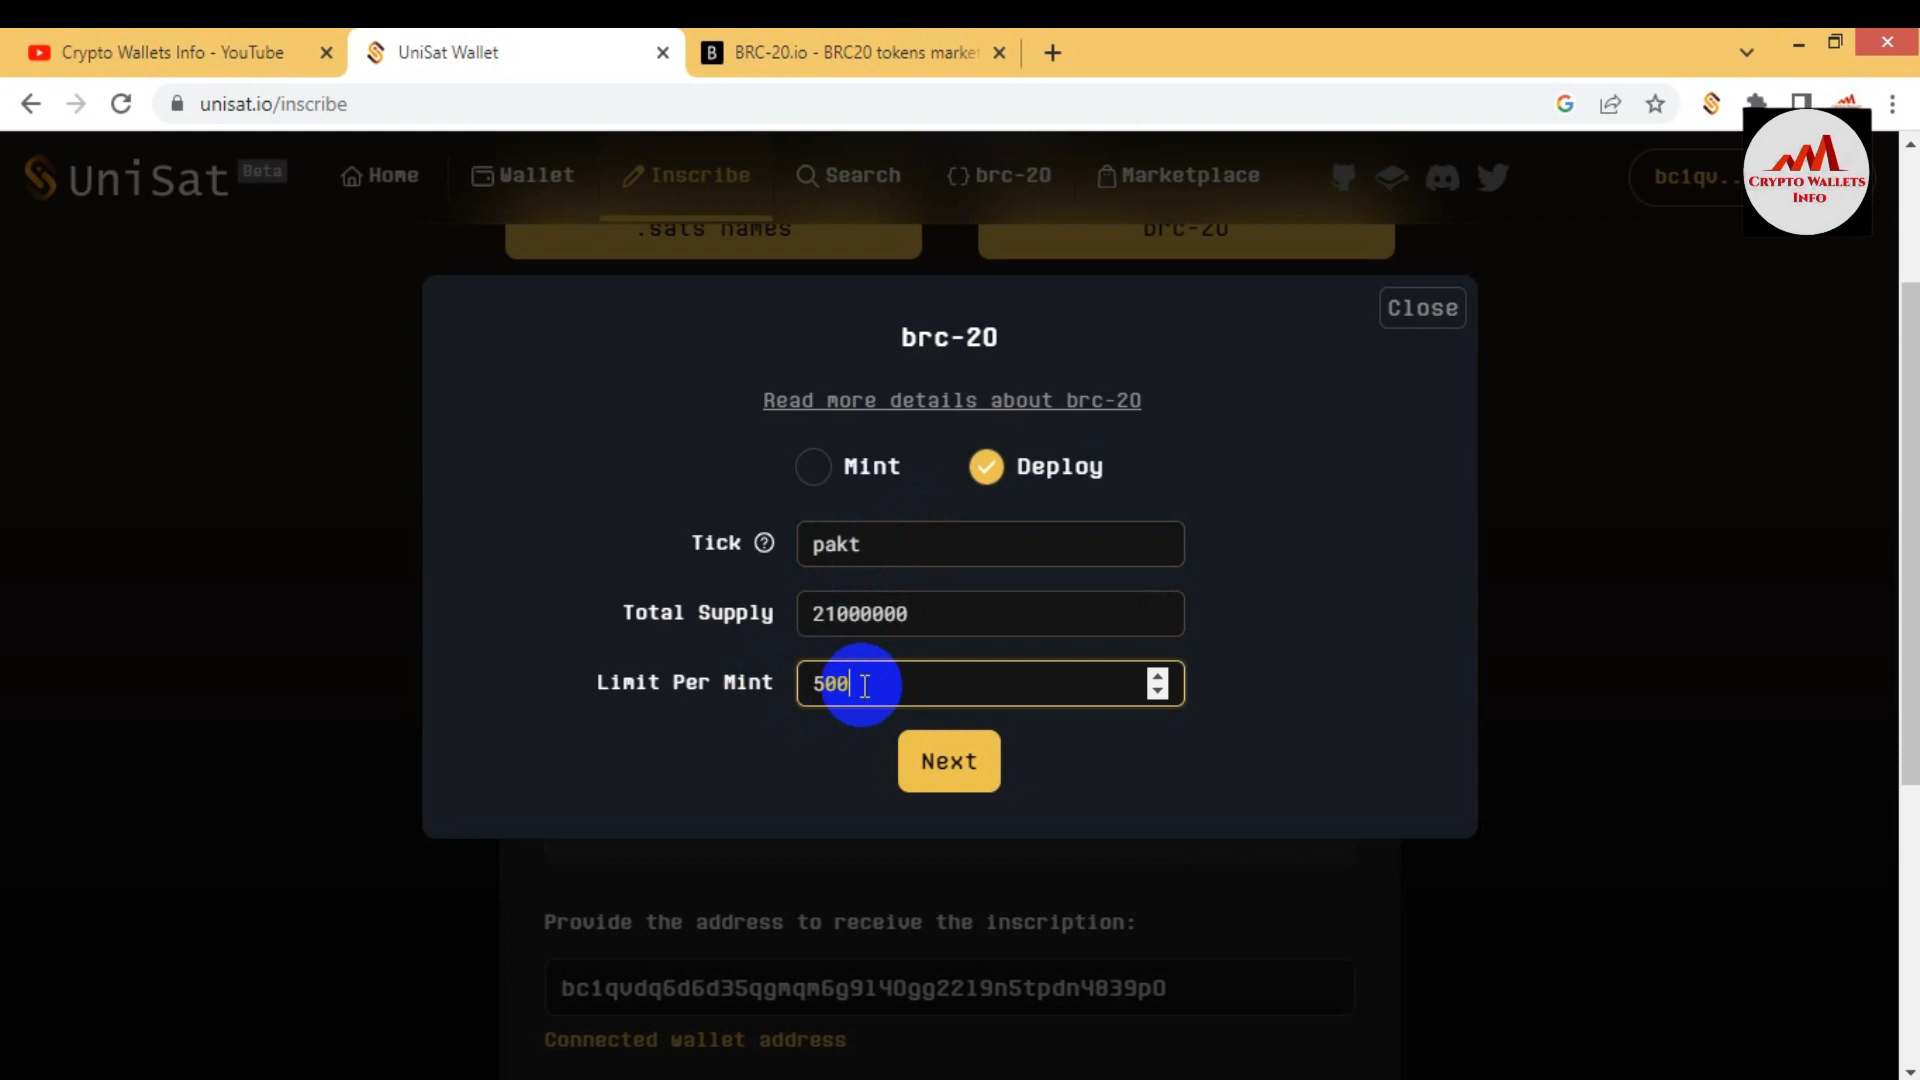 Crypto Wallets Info - YouTube
UniSat Wallet
BRC-20.io - BRC20 tokens marke
unisat.io/inscribe
UniSat Beta
Home
Wallet
Inscribe
Search
brc-20
Marketplace
bc1qv..
CRYPTO WALLETS
INFO
.sats names
brc-20
Close
brc-20
Read more details about brc-20
Mint
Deploy
Tick
pakt
Total Supply
21000000
Limit Per Mint
500
Next
Provide the address to receive the inscription:
bc1qvdq6d6d35qgmqm6g9l40gg22l9n5tpdn4839p0
Connected wallet address